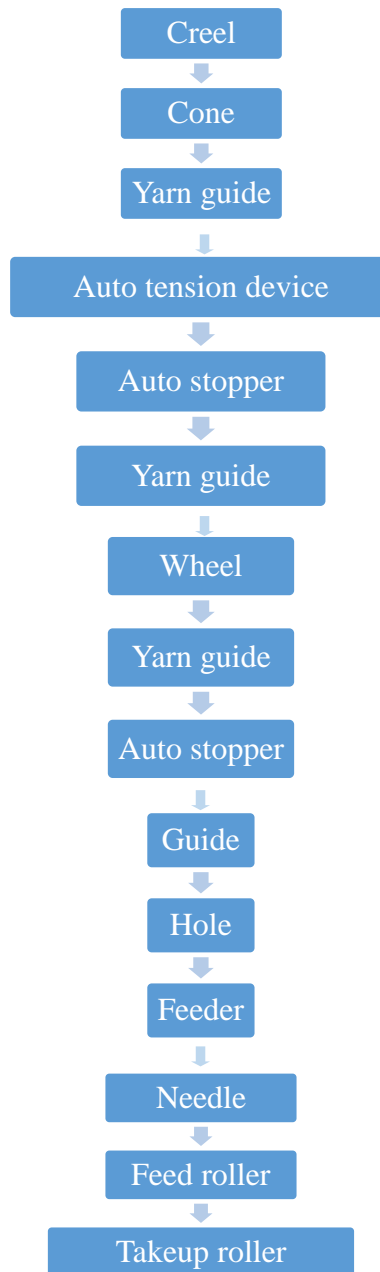 Creel
Cone
Yarn guide
Auto tension device
Auto stopper
Yarn guide
Wheel
Yarn guide
Auto stopper
Guide
Hole
Feeder
Needle
Feed roller
Takeup roller